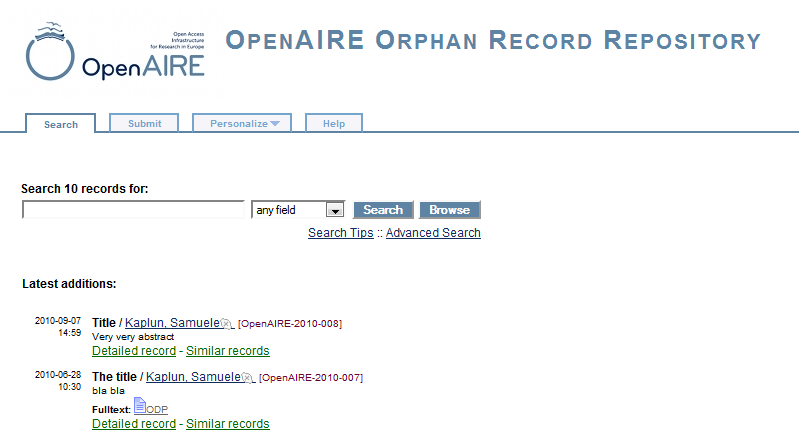 Open Access
Infrastructure
for Research in Europe
OpenAIRE
OPENAIRE ORPHAN RECORD REPOSITORY
Search Submit Personalize Help
Search 10 records for:
any field Search Browse
Search Tips :: Advanced Search
Latest additions:
2010-09-07 Title / Kaplun, Samuele [OpenAIRE-2010-008]
14:59 Very very abstract
Detailed record - Similar records
2010-06-28 The title / Kaplun, Samuele [OpenAIRE-2010-007]
10:30 bla bla
Fulltext: ODP
Detailed record - Similar records